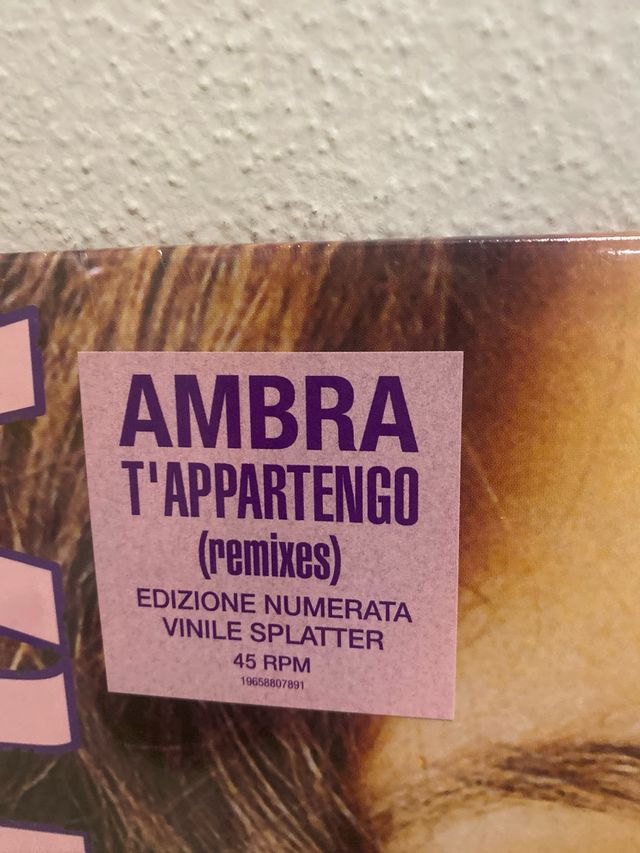 AMBRA
T'APPARTENGO
(remixes)
EDIZIONE NUMERATA
VINILE SPLATTER
45 RPM
19658807891